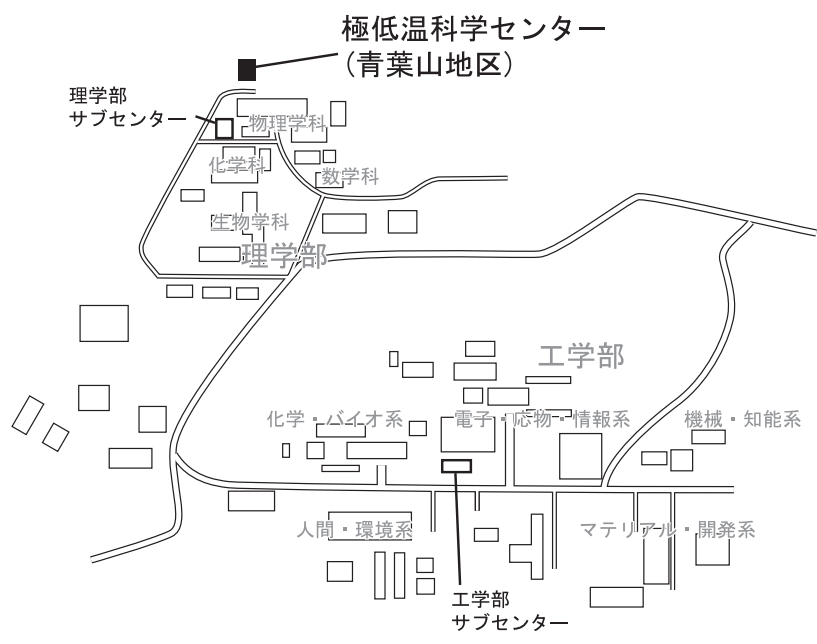 極低温科学センター
（青葉山地区）
理学部
サブセンター
物理学科
化学科
数学科
生物学科
理学部
工学部
化学・バイオ系
電子・応物・情報系
機械・知能系
人間・環境系
マテリアル・開発系
工学部
サブセンター